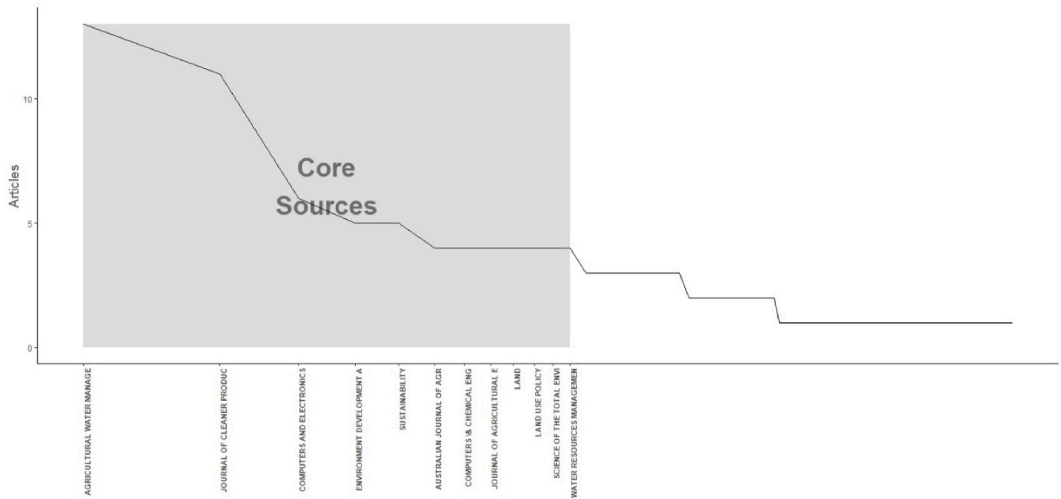 Articles
10
5
0
Core
Sources
AGRICULTURAL WATER MANAGE
JOURNAL OF CLEANER PRODUC
COMPUTERS AND ELECTRONICS
ENVIRONMENT DEVELOPMENT A
SUSTAINABILITY
AUSTRALIAN JOURNAL OF AGR
COMPUTERS \& CHEMICAL ENG
JOURNAL OF AGRICULTURAL E
LAND
LAND USE POLICY
SCIENCE OF THE TOTAL ENVI
WATER RESOURCES MANAGEMEN